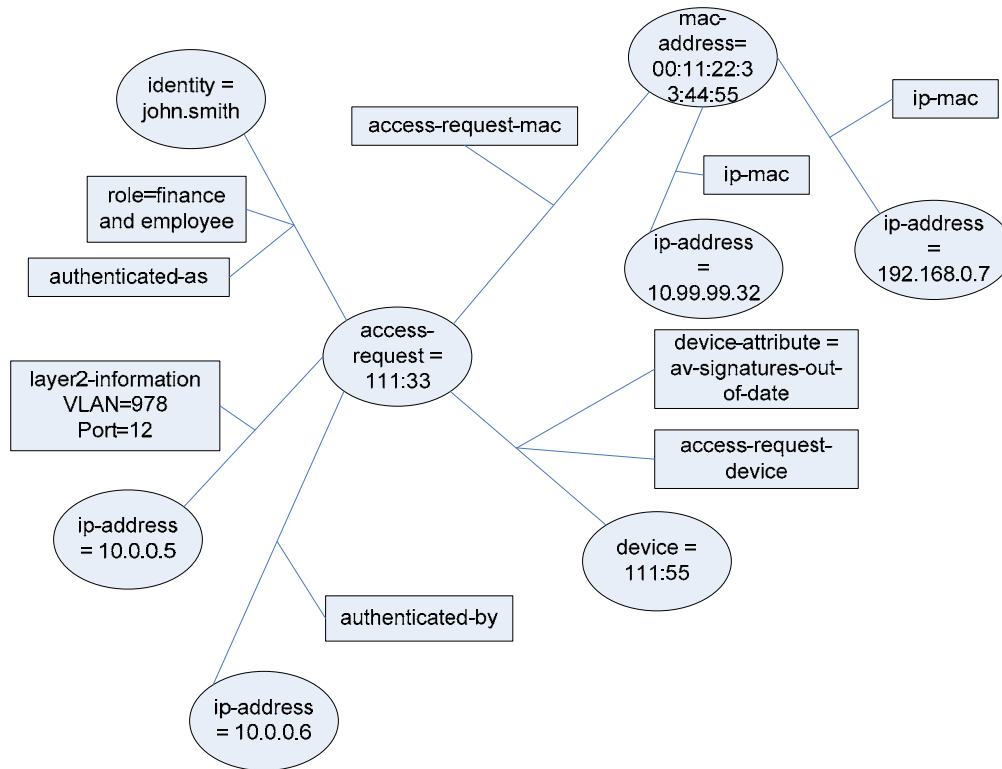 mac-
address=
00:11:22:3
3:44:55
identity =
john.smith
ip-mac
access-request-mac
ip-mac
role=finance
and employee
ip-address
=
192.168.0.7
ip-address
=
10.99.99.32
authenticated-as
access-
request =
111:33
device-attribute =
av-signatures-out-
of-date
layer2-information
VLAN=978
Port=12
access-request-
device
ip-address
= 10.0.0.5
device =
111:55
authenticated-by
ip-address
= 10.0.0.6